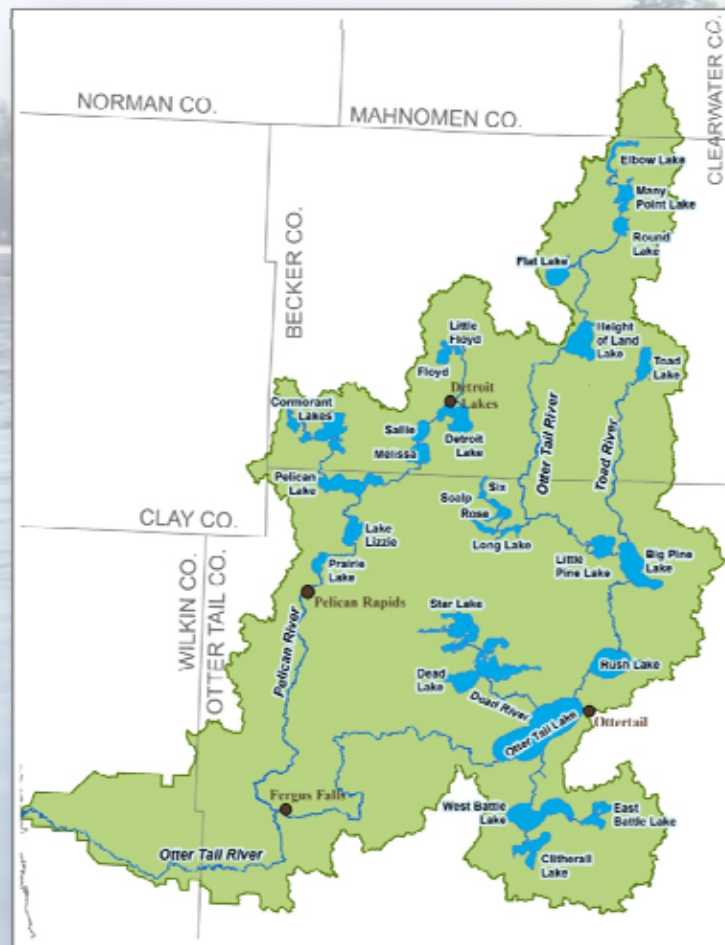 CLEARWATER CO.
NORMAN CO.
MAHNOMEN CO.
Elbow Lake
Many
Point Lake
Round
Lake
Flat Lake
BECKER CO.
Little
Floyd
Height
of Land
Lake
Floyd
Toad
Lake
Detroit
Lakes
Cormorant
Lakes
Sallie
Detroit
Lake
Melissa
Otter Tail River
Toad River
Pelican
Lake
Six
Scalp
Rose
CLAY CO.
Lake
Lizzie
Long Lake
Little
Pine Lake
Big Pine
Lake
Prairie
Lake
WILKIN CO.
OTTER TAIL CO.
Pelican Rapids
Star Lake
Pelican River
Rush Lake
Dead
Lake
Dead River
Otter Tail Lake
Ottertail
Fergus Falls
West Battle
Lake
East
Battle Lake
Otter Tail River
Clitherall
Lake